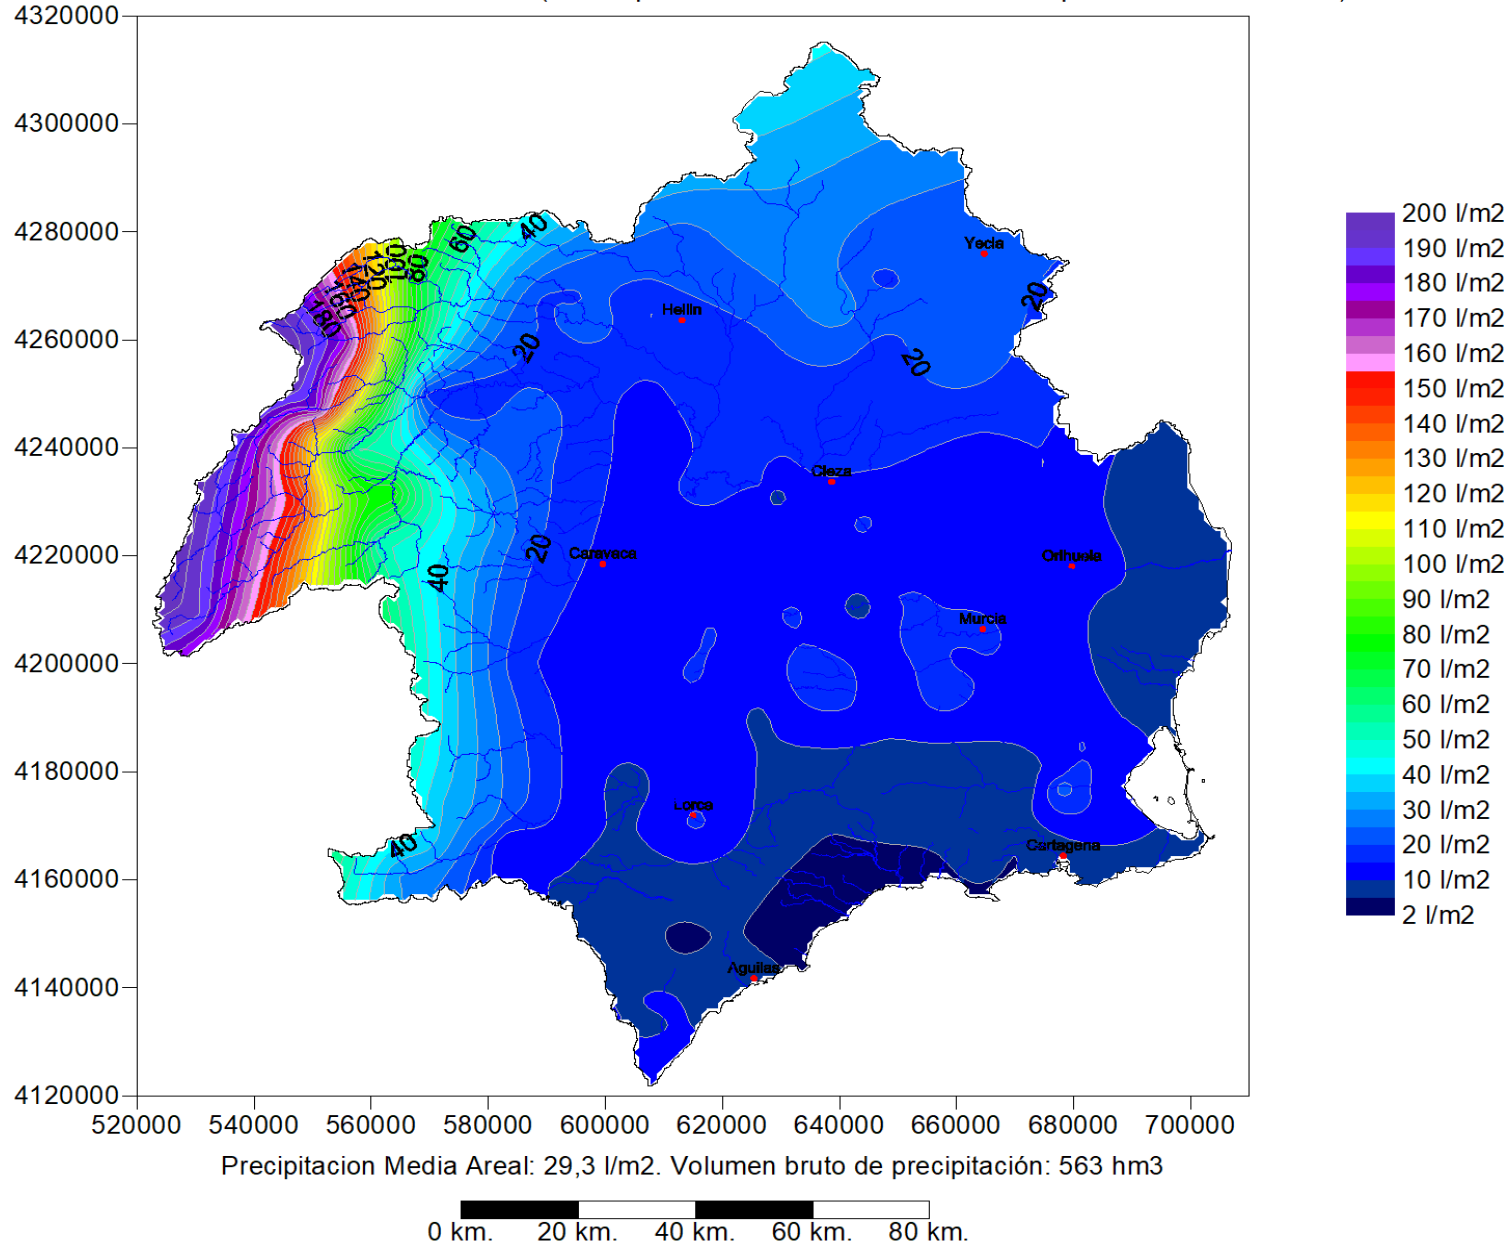 4320000
4300000
4280000
4260000
4240000
4220000
4200000
4180000
4160000
4140000
4120000
520000 540000 560000 580000 600000 620000 640000 660000 680000 700000
40
60
80
120
140
160
180
20
20
20
20
40
40
Yecla
Hellin
Cieza
Caravaca
Orihuela
Murcia
Lorca
Cartagena
Aguilas
200 l/m2
190 l/m2
180 l/m2
170 l/m2
160 l/m2
150 l/m2
140 l/m2
130 l/m2
120 l/m2
110 l/m2
100 l/m2
90 l/m2
80 l/m2
70 l/m2
60 l/m2
50 l/m2
40 l/m2
30 l/m2
20 l/m2
10 l/m2
2 l/m2
Precipitacion Media Areal: 29,3 l/m2. Volumen bruto de precipitación: 563 hm3
0 km. 20 km. 40 km. 60 km. 80 km.